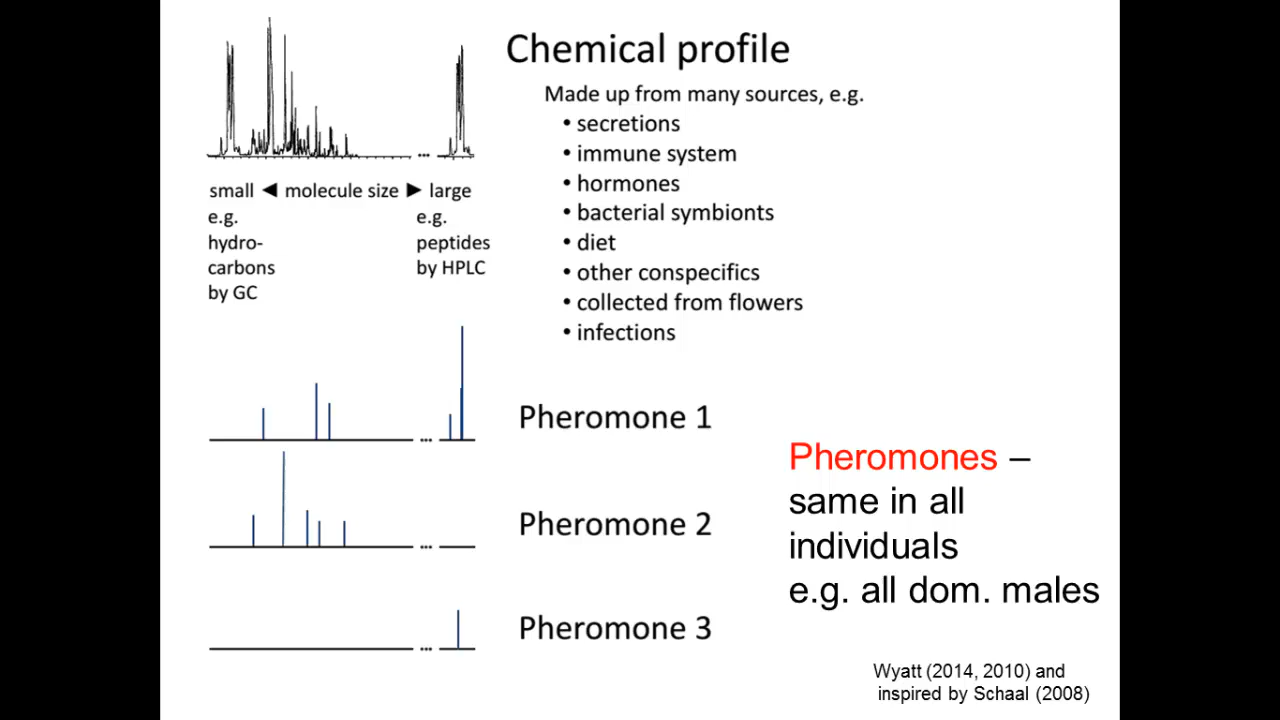 Chemical profile
Made up from many sources, e.g.
• secretions
• immune system
• hormones
• bacterial symbionts
• diet
• other conspecifics
• collected from flowers
• infections
...
small ◄ molecule size ► large
e.g.
hydro-
carbons
by GC
e.g.
peptides
by HPLC
...
Pheromone 1
...
Pheromone 2
...
Pheromone 3
Pheromones –
same in all
individuals
e.g. all dom. males
Wyatt (2014, 2010) and
inspired by Schaal (2008)